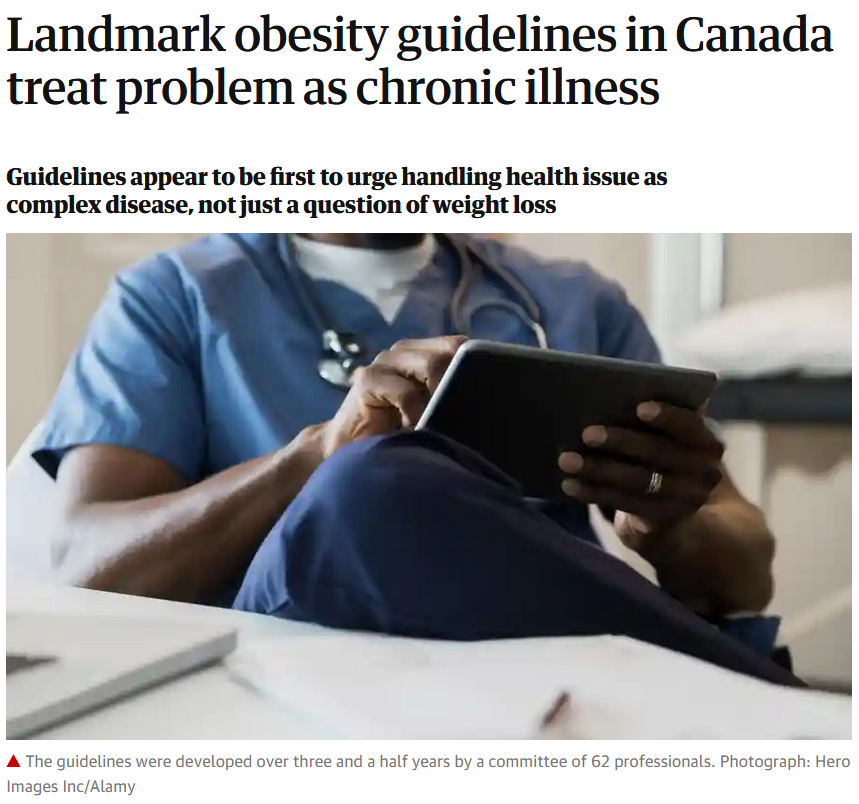 Landmark obesity guidelines in Canada
treat problem as chronic illness
Guidelines appear to be first to urge handling health issue as
complex disease, not just a question of weight loss
The guidelines were developed over three and a half years by a committee of 62 professionals. Photograph: Hero
Images Inc/Alamy